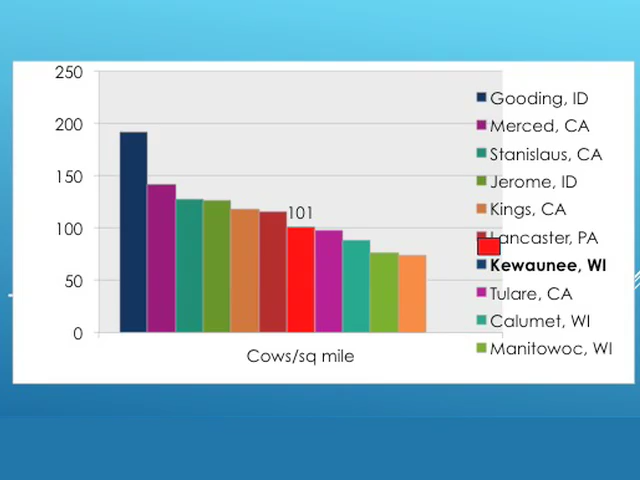 250
200
150
100
50
0
101
Cows/sq mile
Gooding, ID
Merced, CA
Stanislaus, CA
Jerome, ID
Kings, CA
Lancaster, PA
Kewaunee, WI
Tulare, CA
Calumet, WI
Manitowoc, WI